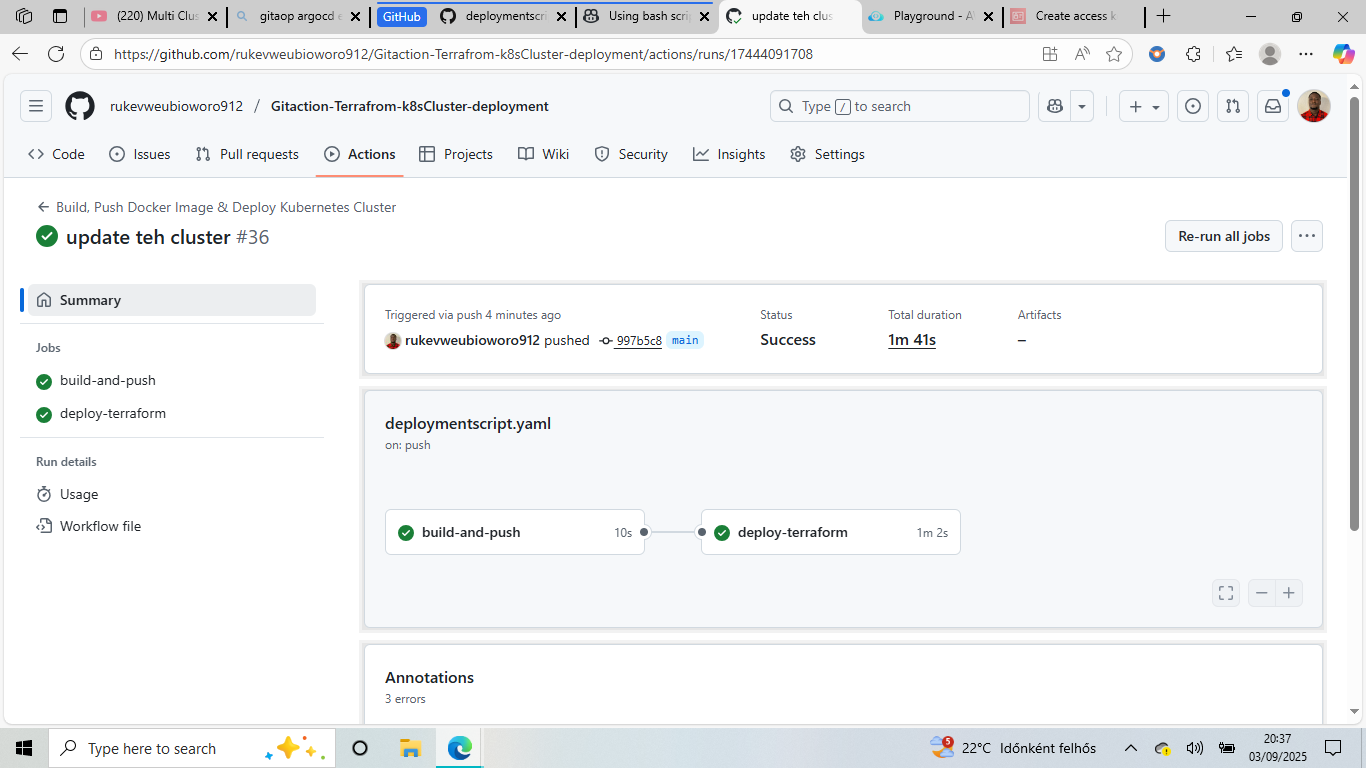 (220) Multi Clus
gitaop argocd e
GitHub
deploymentscri
Using bash scri
update teh clus
Playground - A
Create access k
https://github.com/rukevweubioworo912/Gitaction-Terrafrom-k8sCluster-deployment/actions/runs/17444091708
rukevweubioworo912 / Gitaction-Terrafrom-k8sCluster-deployment
Type / to search
Code
Issues
Pull requests
Actions
Projects
Wiki
Security
Insights
Settings
Build, Push Docker Image & Deploy Kubernetes Cluster
update teh cluster #36
Re-run all jobs
Summary
Jobs
build-and-push
deploy-terraform
Run details
Usage
Workflow file
Triggered via push 4 minutes ago
rukevweubioworo912 pushed 997b5c8 main
Status
Success
Total duration
1m 41s
Artifacts
–
deploymentscript.yaml
on: push
build-and-push 10s
deploy-terraform 1m 2s
Annotations
3 errors
Type here to search
5
22°C Időnként felhős
20:37
03/09/2025